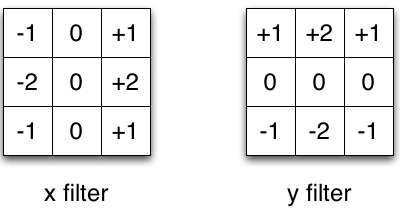 -1 0 +1 +1 +2 +1
-2 0 +2 0 0 0
-1 0 +1 -1 -2 -1
x filter y filter